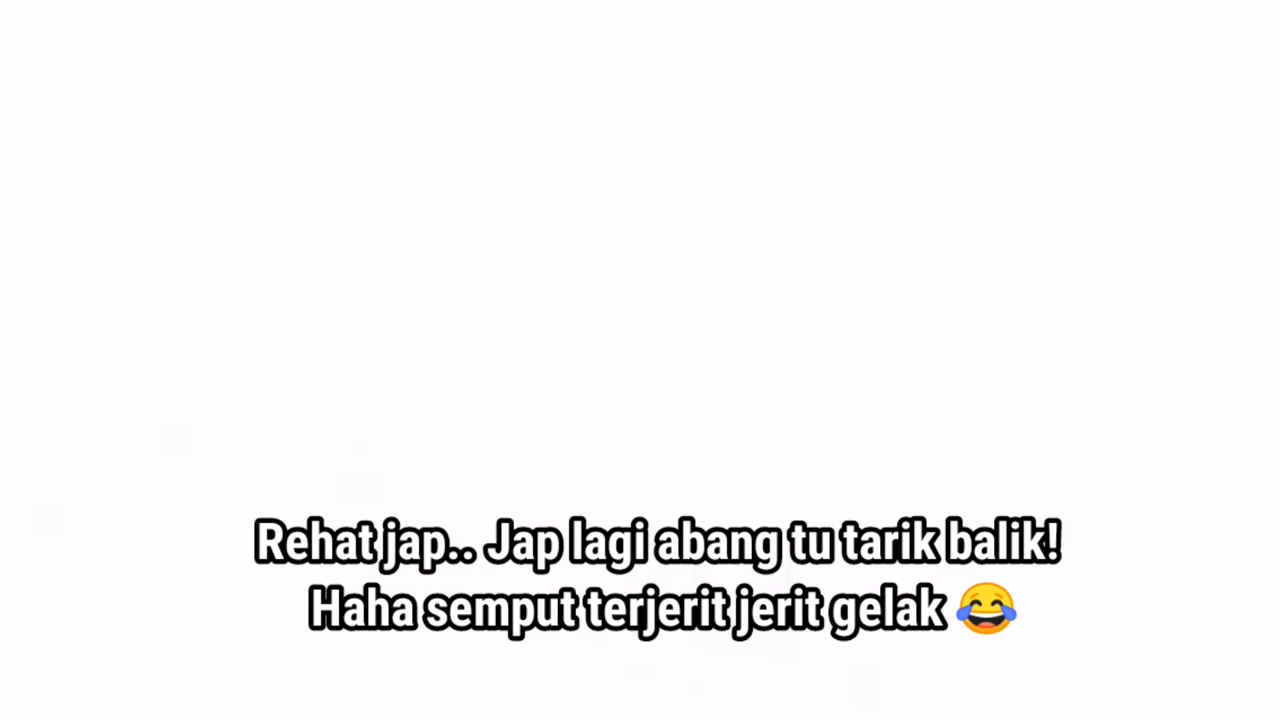 Rehat jap.. Jap lagi abang tu tarik balik!
Haha semput terjerit jerit gelak 😂